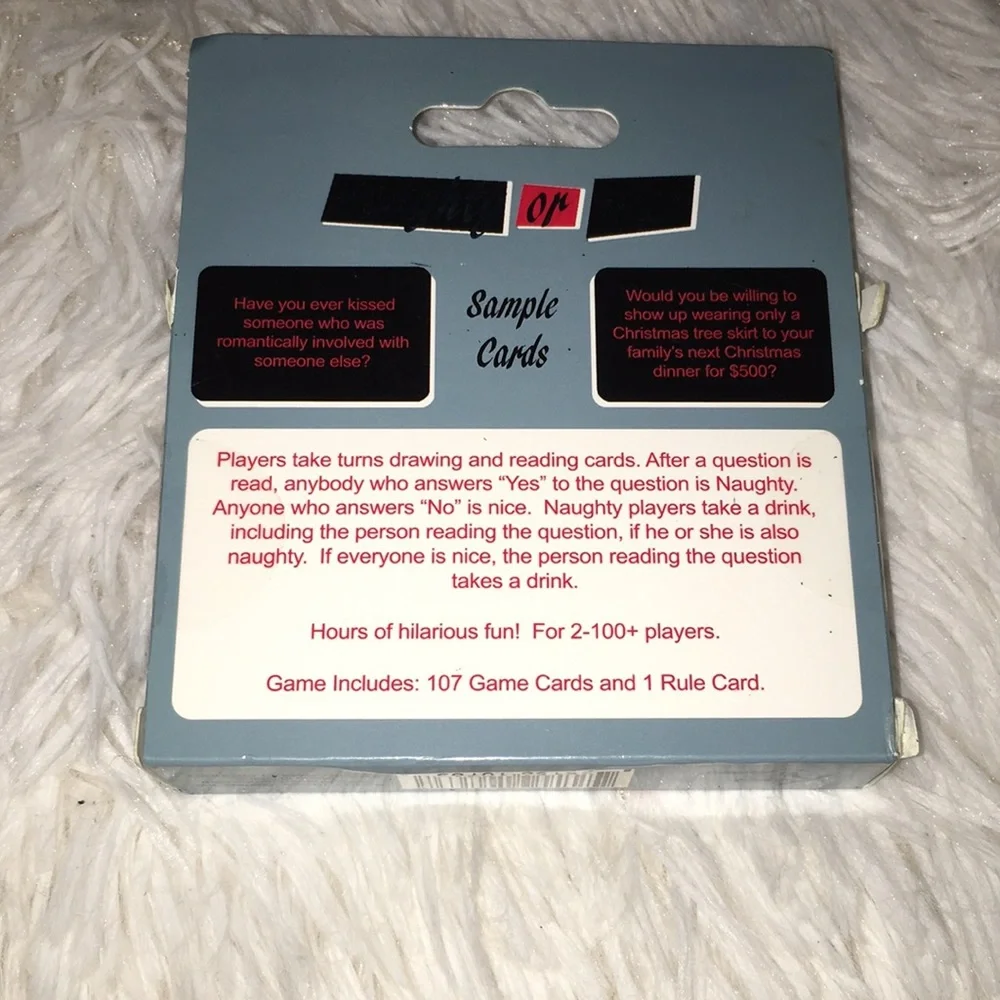 or
Have you ever kissed
someone who was
romantically involved with
someone else?
Sample
Cards
Would you be willing to
show up wearing only a
Christmas tree skirt to your
family's next Christmas
dinner for $500?
Players take turns drawing and reading cards. After a question is
read, anybody who answers “Yes” to the question is Naughty.
Anyone who answers “No” is nice.  Naughty players take a drink,
including the person reading the question, if he or she is also
naughty.  If everyone is nice, the person reading the question
takes a drink.
Hours of hilarious fun!  For 2-100+ players.
Game Includes: 107 Game Cards and 1 Rule Card.